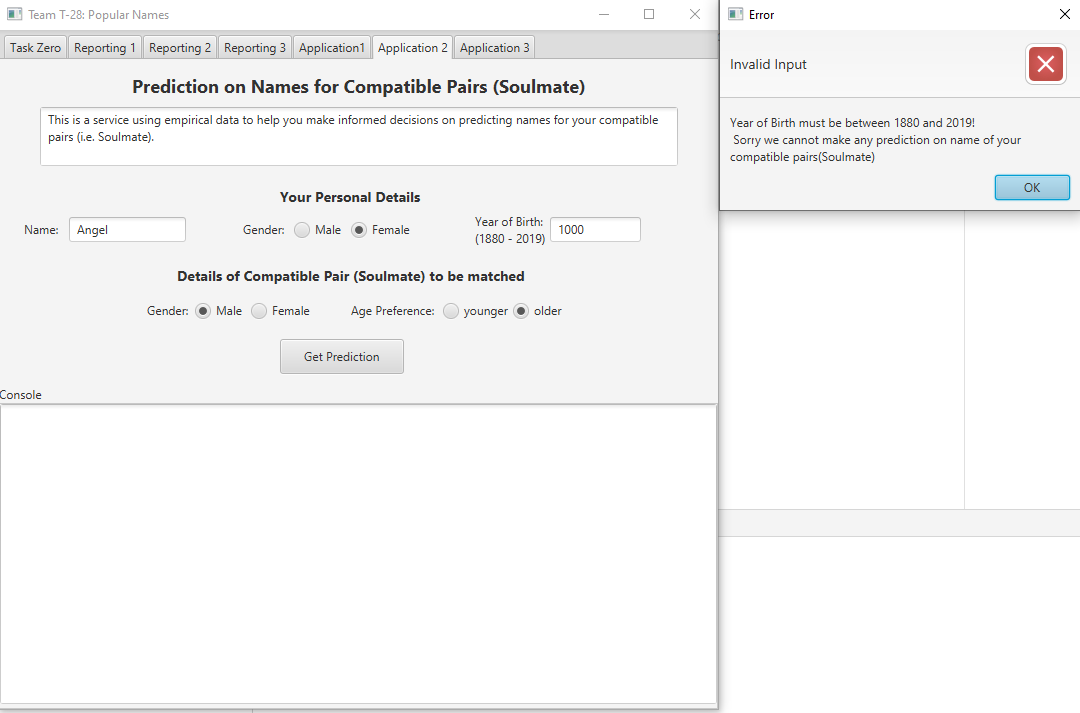 Team T-28: Popular Names
Task Zero Reporting 1 Reporting 2 Reporting 3 Application1 Application 2 Application 3
Prediction on Names for Compatible Pairs (Soulmate)
This is a service using empirical data to help you make informed decisions on predicting names for your compatible
pairs (i.e. Soulmate).
Your Personal Details
Name: Angel Gender: Male Female Year of Birth:
(1880 - 2019) 1000
Details of Compatible Pair (Soulmate) to be matched
Gender: Male Female Age Preference: younger older
Get Prediction
Console
Error
Invalid Input
Year of Birth must be between 1880 and 2019!
Sorry we cannot make any prediction on name of your
compatible pairs(Soulmate)
OK